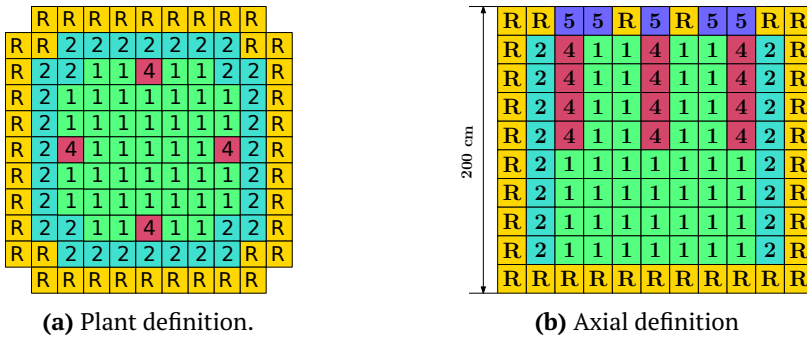 R R R R R R R R R
R R 2 2 2 2 2 2 2 R R
R 2 2 1 1 4 1 1 2 2 R
R 2 1 1 1 1 1 1 1 2 R
R 2 1 1 1 1 1 1 1 2 R
R 2 4 1 1 1 1 1 4 2 R
R 2 1 1 1 1 1 1 1 2 R
R 2 1 1 1 1 1 1 1 2 R
R 2 2 1 1 4 1 1 2 2 R
R R 2 2 2 2 2 2 2 R R
R R R R R R R R R
(a) Plant definition.
200 cm
R R 5 5 R 5 R 5 5 R R
R 2 4 1 1 4 1 1 4 2 R
R 2 4 1 1 4 1 1 4 2 R
R 2 4 1 1 4 1 1 4 2 R
R 2 4 1 1 4 1 1 4 2 R
R 2 1 1 1 1 1 1 1 2 R
R 2 1 1 1 1 1 1 1 2 R
R 2 1 1 1 1 1 1 1 2 R
R 2 1 1 1 1 1 1 1 2 R
R R R R R R R R R R R
(b) Axial definition